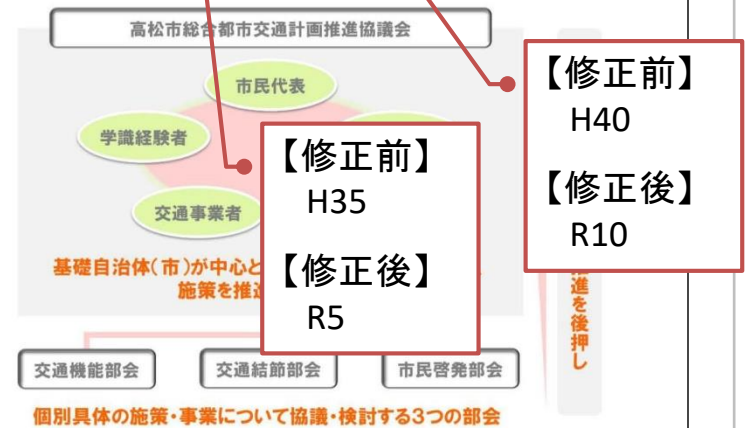 高松市総合都市交通計画推進協議会
市民代表
学識経験者
交通事業者
【修正前】
H35
【修正後】
R5
【修正前】
H40
【修正後】
R10
基礎自治体(市)が中心と
施策を推進
進を後押し
交通機能部会
交通結節部会
市民啓発部会
個別具体の施策・事業について協議・検討する3つの部会